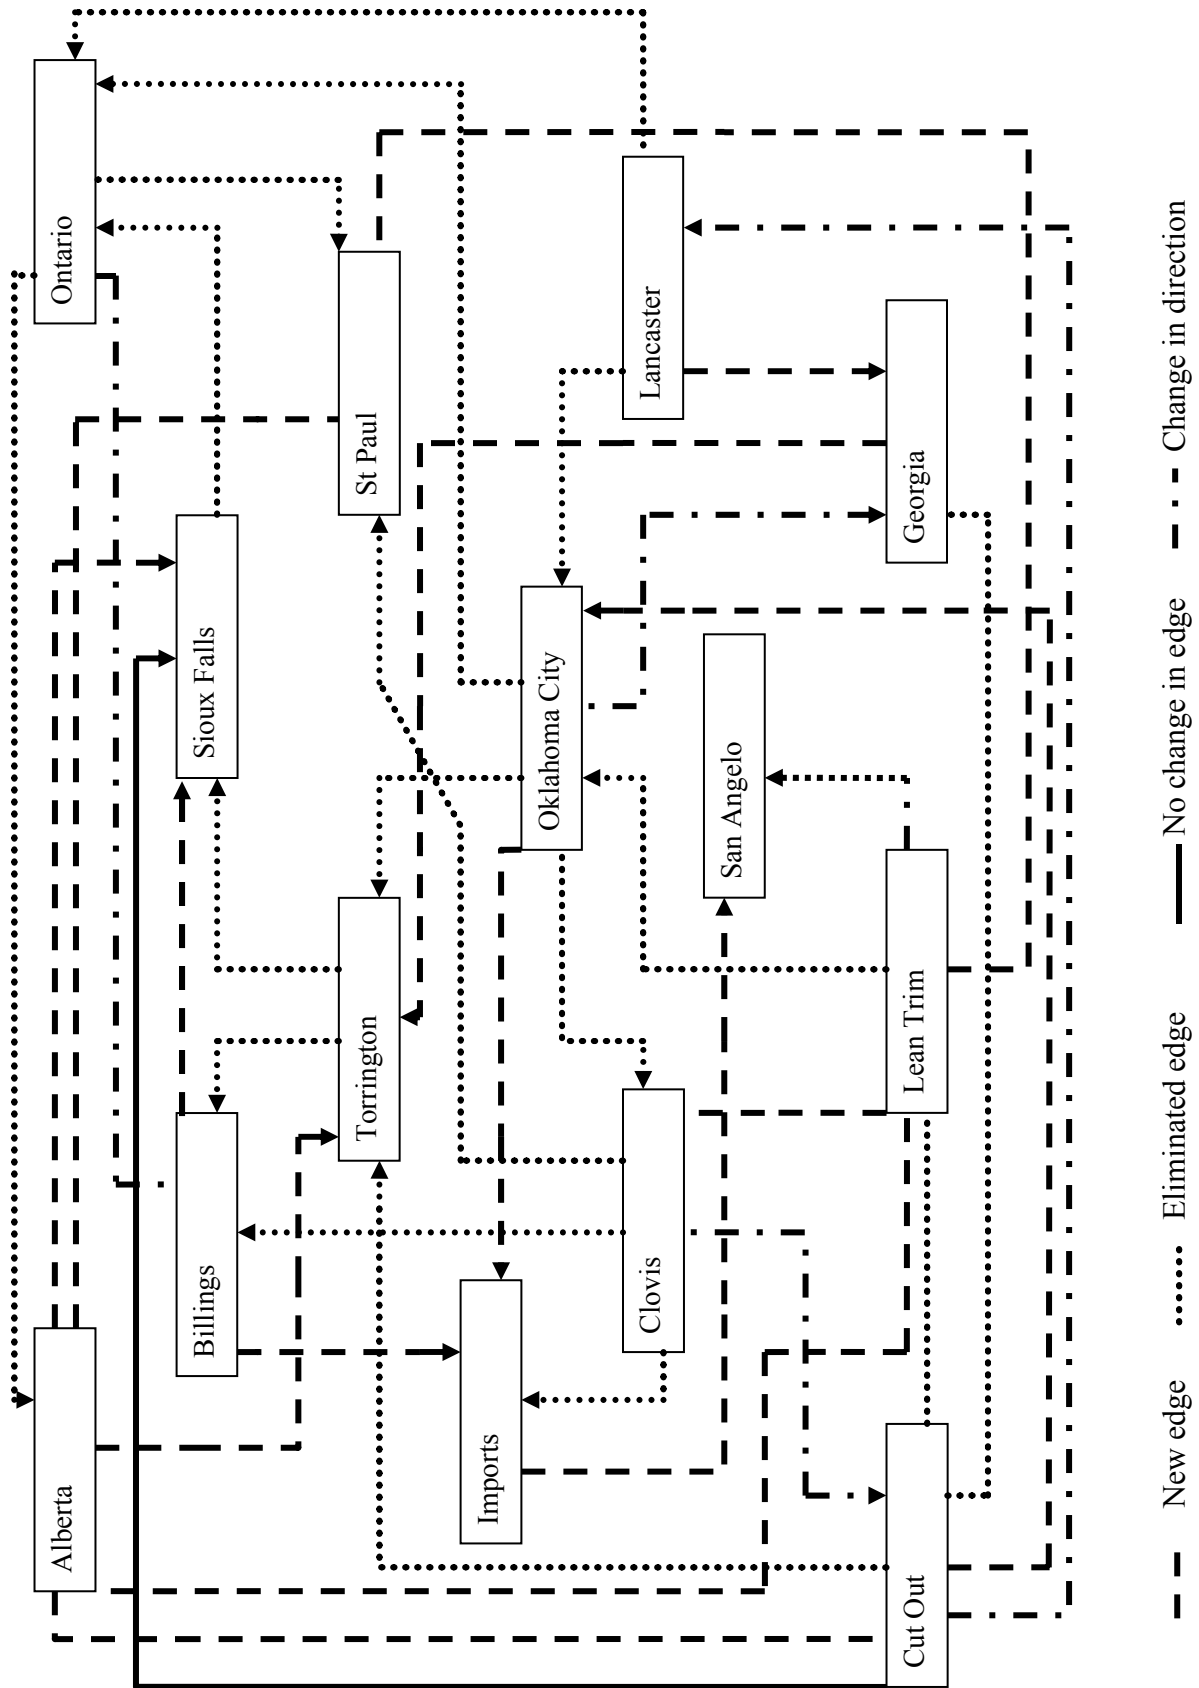 Alberta
Ontario
Billings
Sioux Falls
Torrington
St Paul
Imports
Oklahoma City
Clovis
Lancaster
San Angelo
Cut Out
Lean Trim
Georgia
New edge
Eliminated edge
No change in edge
Change in direction